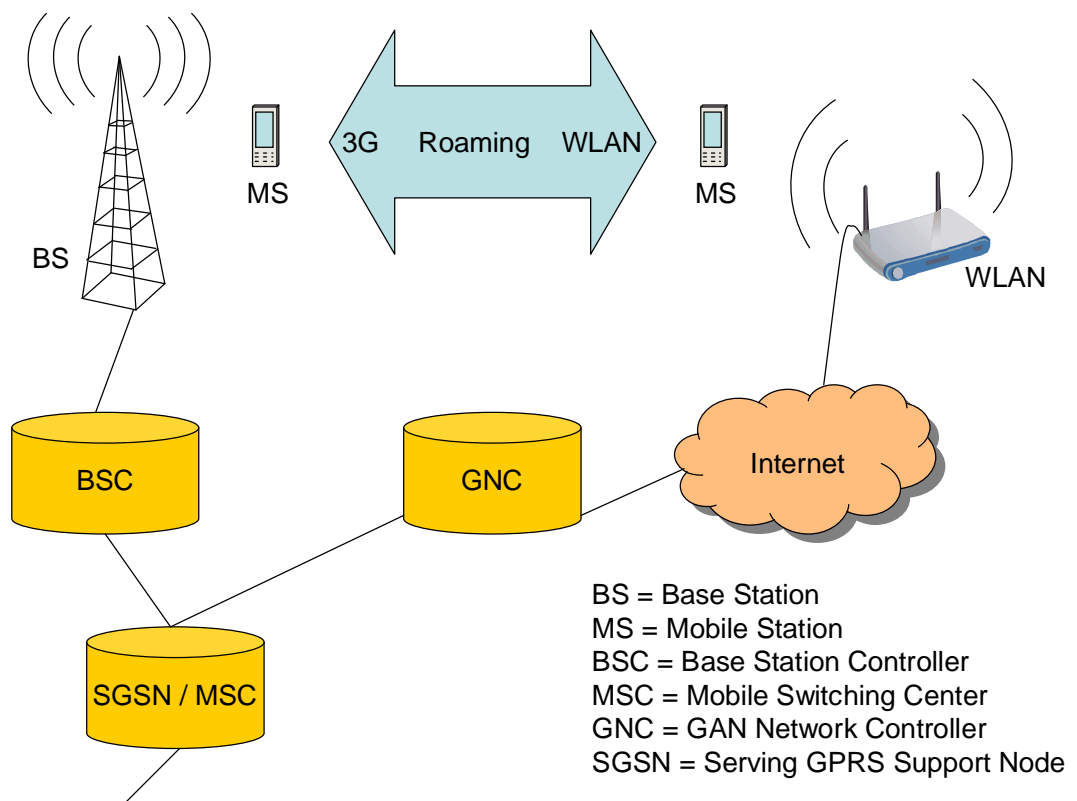 3G Roaming WLAN
MS
MS
BS
WLAN
BSC
GNC
Internet
SGSN / MSC
BS = Base Station
MS = Mobile Station
BSC = Base Station Controller
MSC = Mobile Switching Center
GNC = GAN Network Controller
SGSN = Serving GPRS Support Node